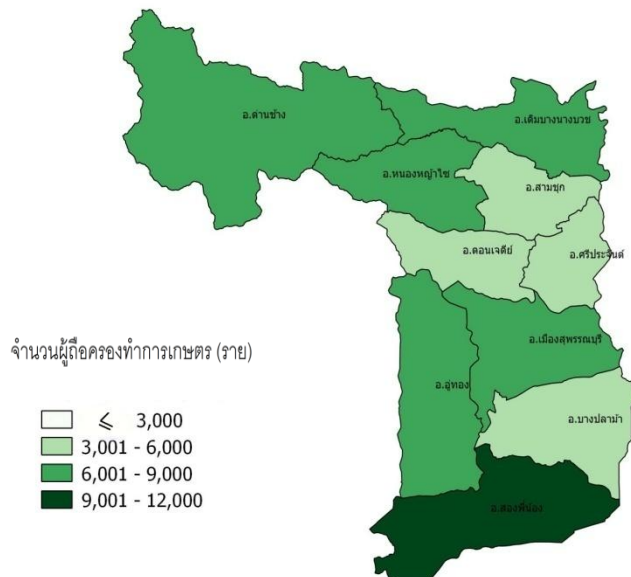 อ.ด่านช้าง
อ.เดิมบางนางบวช
อ.หนองหญ้าไซ
อ.สามชุก
อ.ดอนเจดีย์
อ.ศรีประจันต์
จำนวนผู้ถือครองทำการเกษตร (ราย)
อ.เมืองสุพรรณบุรี
อ.อู่ทอง
อ.บางปลาม้า
⩽ 3,000
3,001 - 6,000
6,001 - 9,000
9,001 - 12,000
อ.สองพี่น้อง